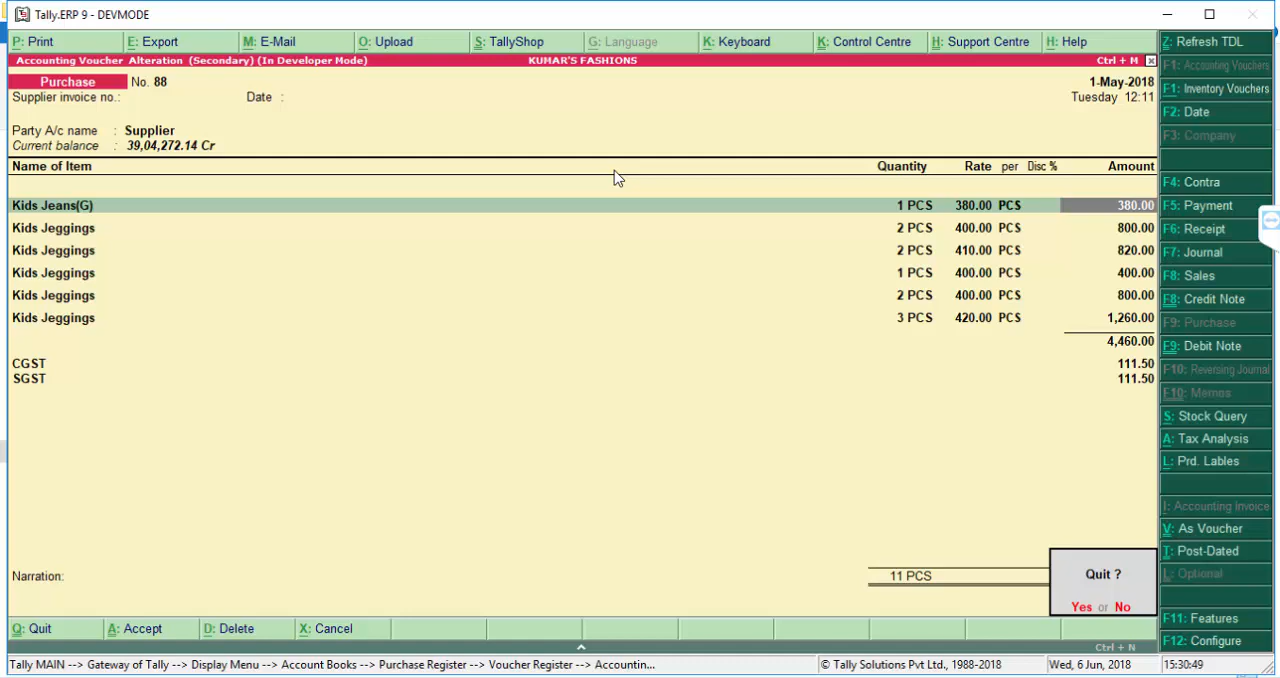 Tally.ERP 9 - DEVMODE
P: Print E: Export M: E-Mail O: Upload S: TallyShop G: Language K: Keyboard K: Control Centre H: Support Centre H: Help
Accounting Voucher Alteration (Secondary) (In Developer Mode) KUMAR'S FASHIONS Ctrl + M
Purchase No. 88 1-May-2018
Supplier invoice no.: Date : Tuesday 12:11
Party A/c name : Supplier
Current balance : 39,04,272.14 Cr
Name of Item Quantity Rate per Disc % Amount
Kids Jeans(G) 1 PCS 380.00 PCS 380.00
Kids Jeggings 2 PCS 400.00 PCS 800.00
Kids Jeggings 2 PCS 410.00 PCS 820.00
Kids Jeggings 1 PCS 400.00 PCS 400.00
Kids Jeggings 2 PCS 400.00 PCS 800.00
Kids Jeggings 3 PCS 420.00 PCS 1,260.00
4,460.00
CGST 111.50
SGST 111.50
Narration: 11 PCS
Quit ?
Yes or No
Z: Refresh TDL
F1: Accounting Vouchers
F1: Inventory Vouchers
F2: Date
F3: Company
F4: Contra
F5: Payment
F6: Receipt
F7: Journal
F8: Sales
F8: Credit Note
F9: Purchase
F9: Debit Note
F10: Reversing Journal
F10: Memos
S: Stock Query
A: Tax Analysis
L: Prd. Lables
I: Accounting Invoice
V: As Voucher
T: Post-Dated
L: Optional
F11: Features
F12: Configure
Q: Quit A: Accept D: Delete X: Cancel
Ctrl + N
Tally MAIN --> Gateway of Tally --> Display Menu --> Account Books --> Purchase Register --> Voucher Register --> Accountin... © Tally Solutions Pvt Ltd., 1988-2018 Wed, 6 Jun, 2018 15:30:49